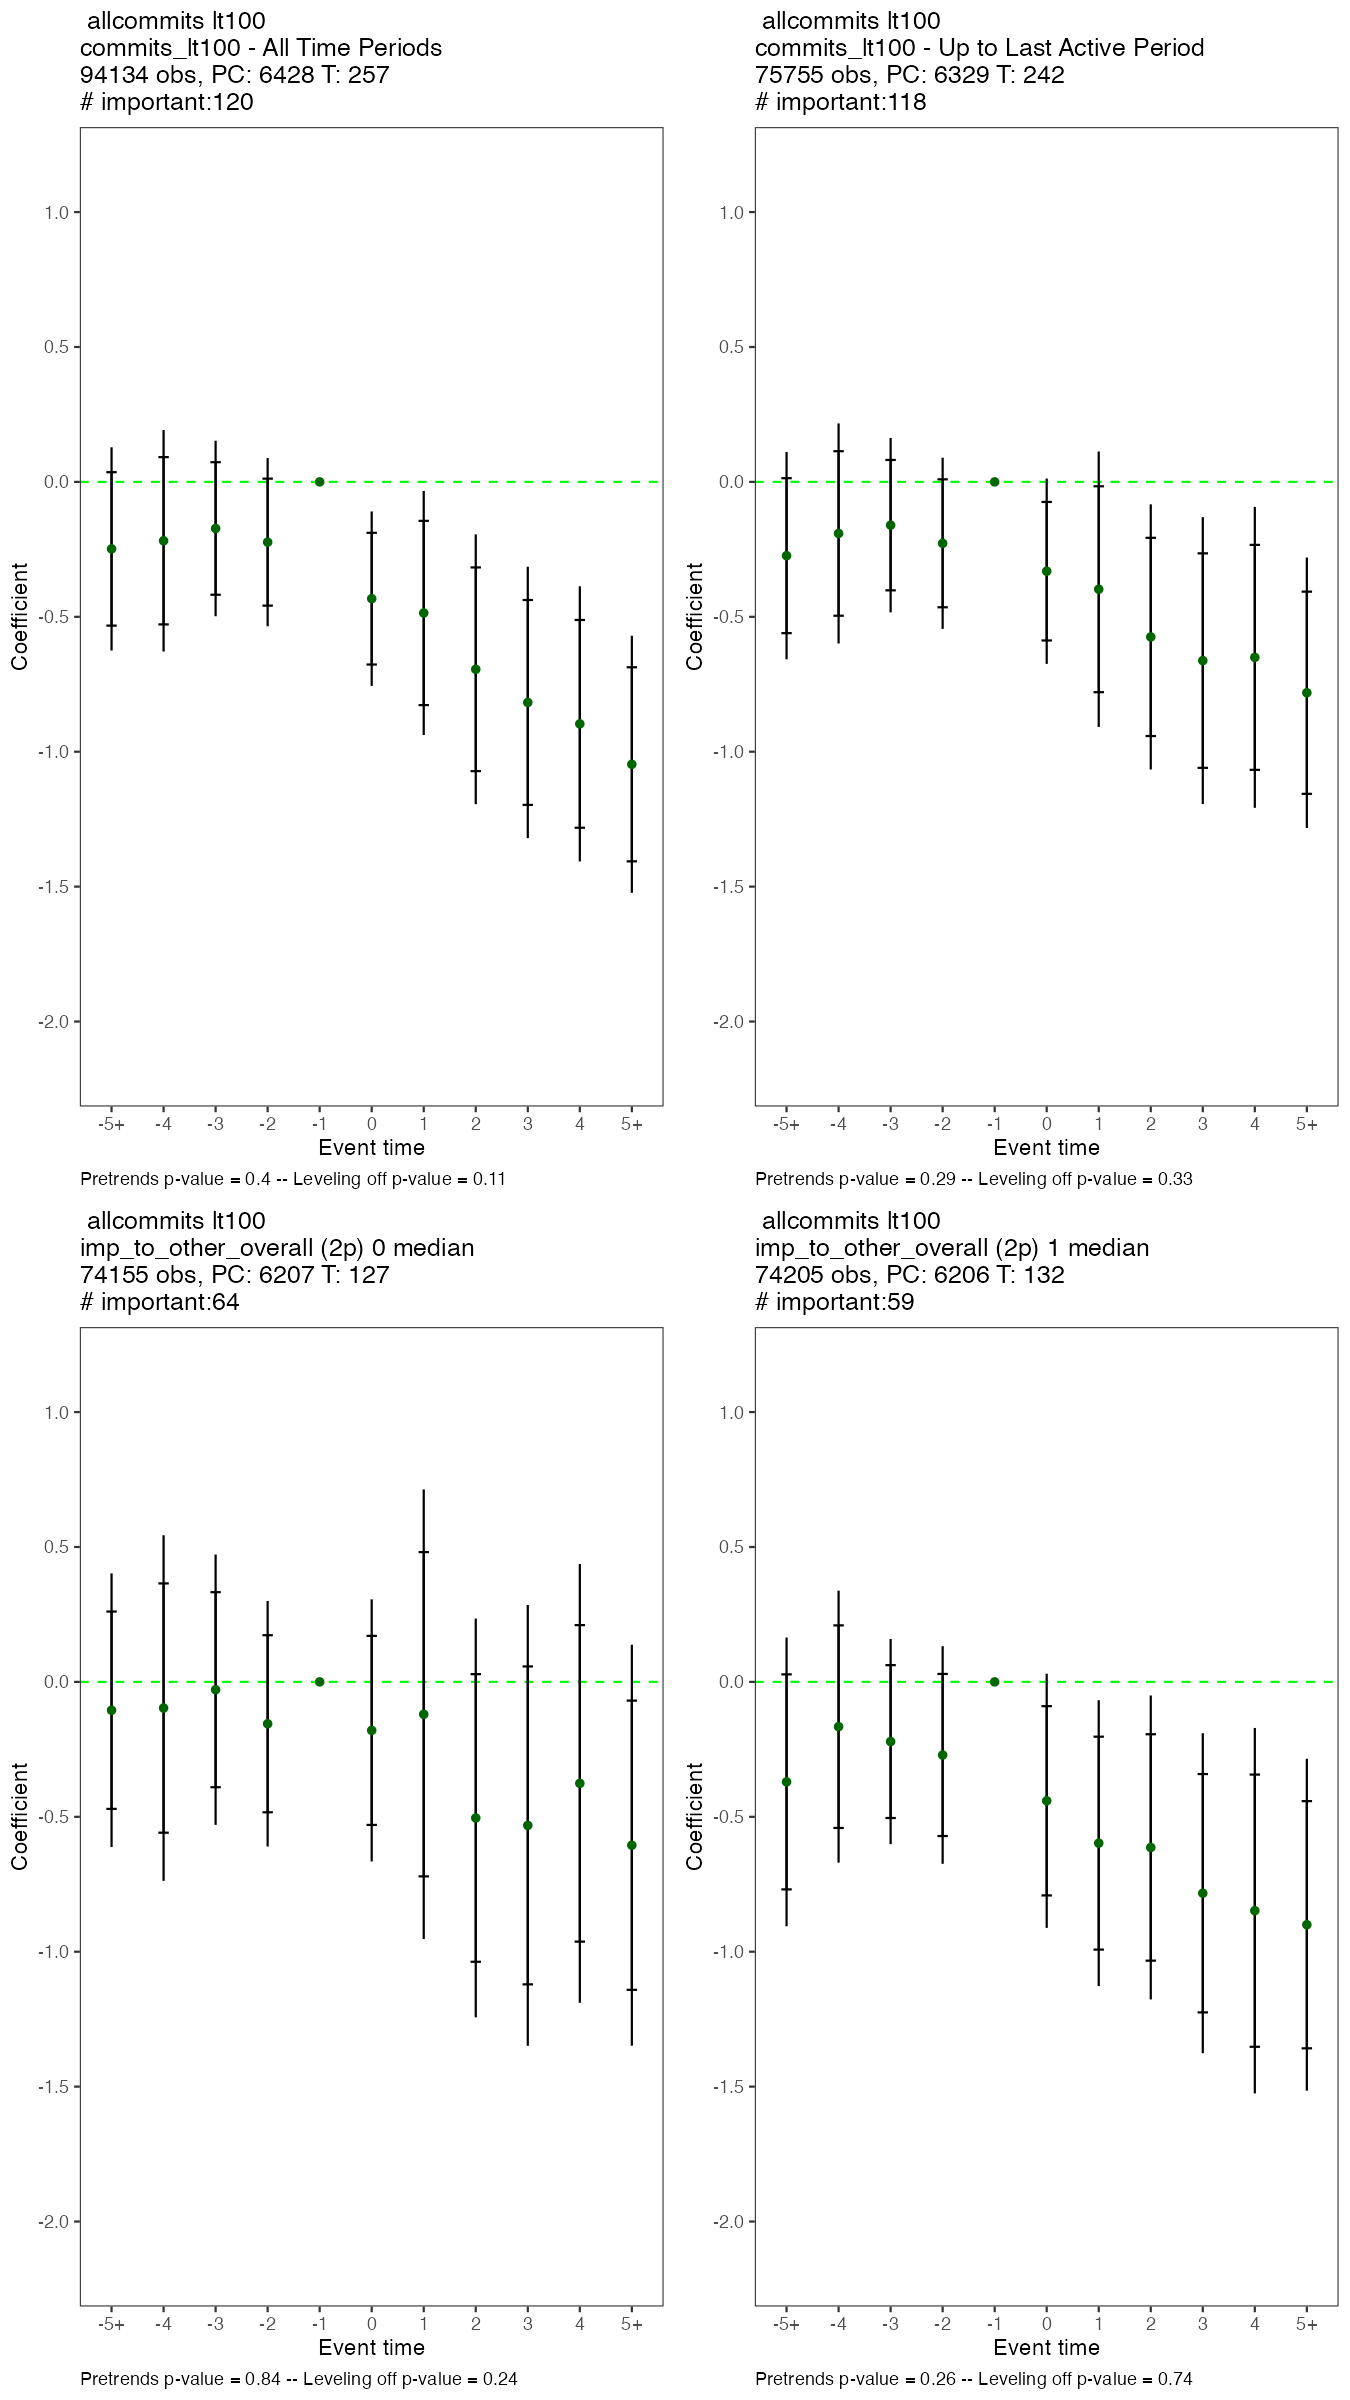 allcommits lt100
commits_lt100 - All Time Periods
94134 obs, PC: 6428 T: 257
# important:120
1.0
0.5
0.0
-0.5
-1.0
-1.5
-2.0
Coefficient
-5+ -4 -3 -2 -1 0 1 2 3 4 5+
Event time
Pretrends p-value = 0.4 -- Leveling off p-value = 0.11
allcommits lt100
commits_lt100 - Up to Last Active Period
75755 obs, PC: 6329 T: 242
# important:118
1.0
0.5
0.0
-0.5
-1.0
-1.5
-2.0
Coefficient
-5+ -4 -3 -2 -1 0 1 2 3 4 5+
Event time
Pretrends p-value = 0.29 -- Leveling off p-value = 0.33
allcommits lt100
imp_to_other_overall (2p) 0 median
74155 obs, PC: 6207 T: 127
# important:64
1.0
0.5
0.0
-0.5
-1.0
-1.5
-2.0
Coefficient
-5+ -4 -3 -2 -1 0 1 2 3 4 5+
Event time
Pretrends p-value = 0.84 -- Leveling off p-value = 0.24
allcommits lt100
imp_to_other_overall (2p) 1 median
74205 obs, PC: 6206 T: 132
# important:59
1.0
0.5
0.0
-0.5
-1.0
-1.5
-2.0
Coefficient
-5+ -4 -3 -2 -1 0 1 2 3 4 5+
Event time
Pretrends p-value = 0.26 -- Leveling off p-value = 0.74